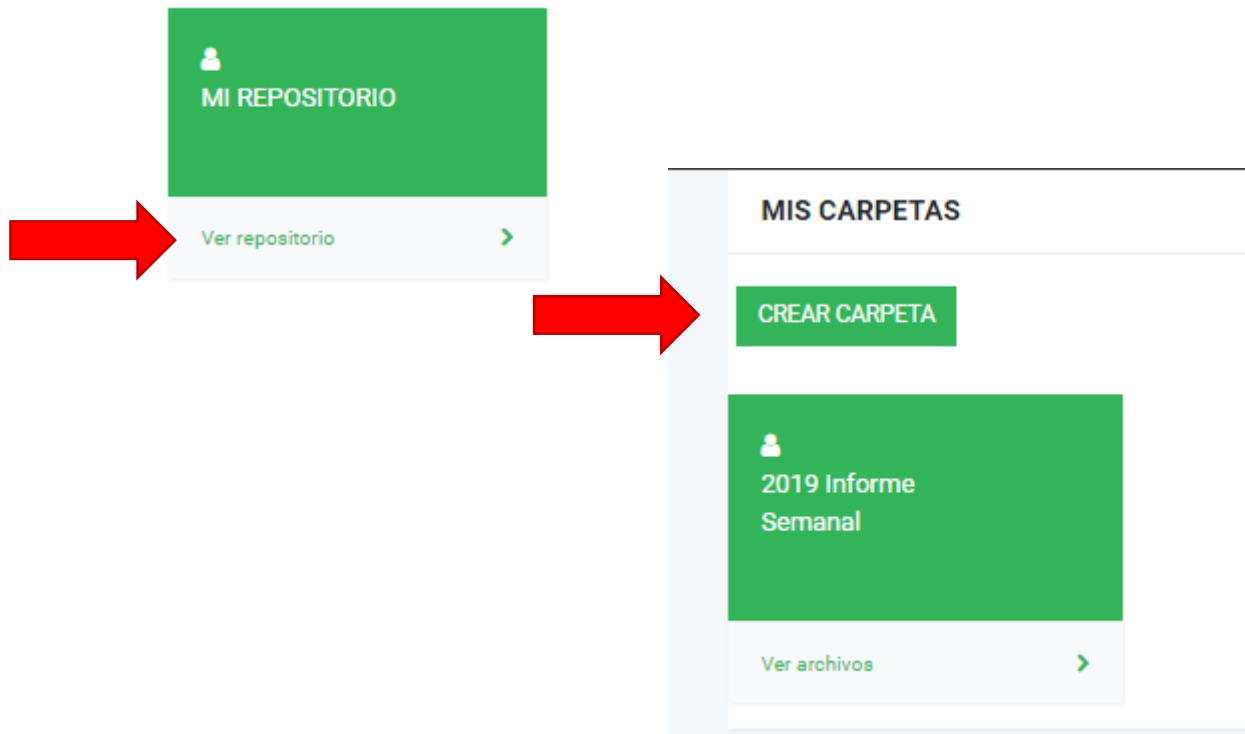 MI REPOSITORIO
Ver repositorio
MIS CARPETAS
CREAR CARPETA
2019 Informe
Semanal
Ver archivos